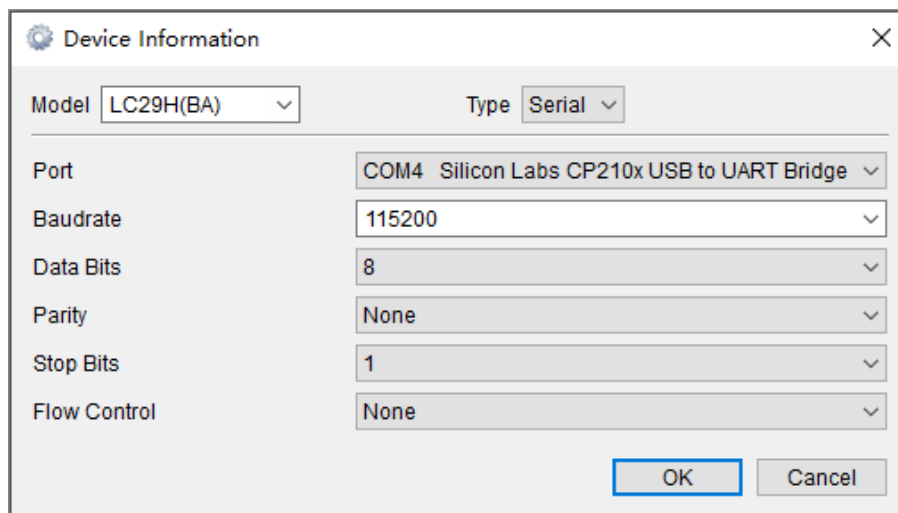 Device Information
Model LC29H(BA) Type Serial
Port COM4 Silicon Labs CP210x USB to UART Bridge
Baudrate 115200
Data Bits 8
Parity None
Stop Bits 1
Flow Control None
OK Cancel